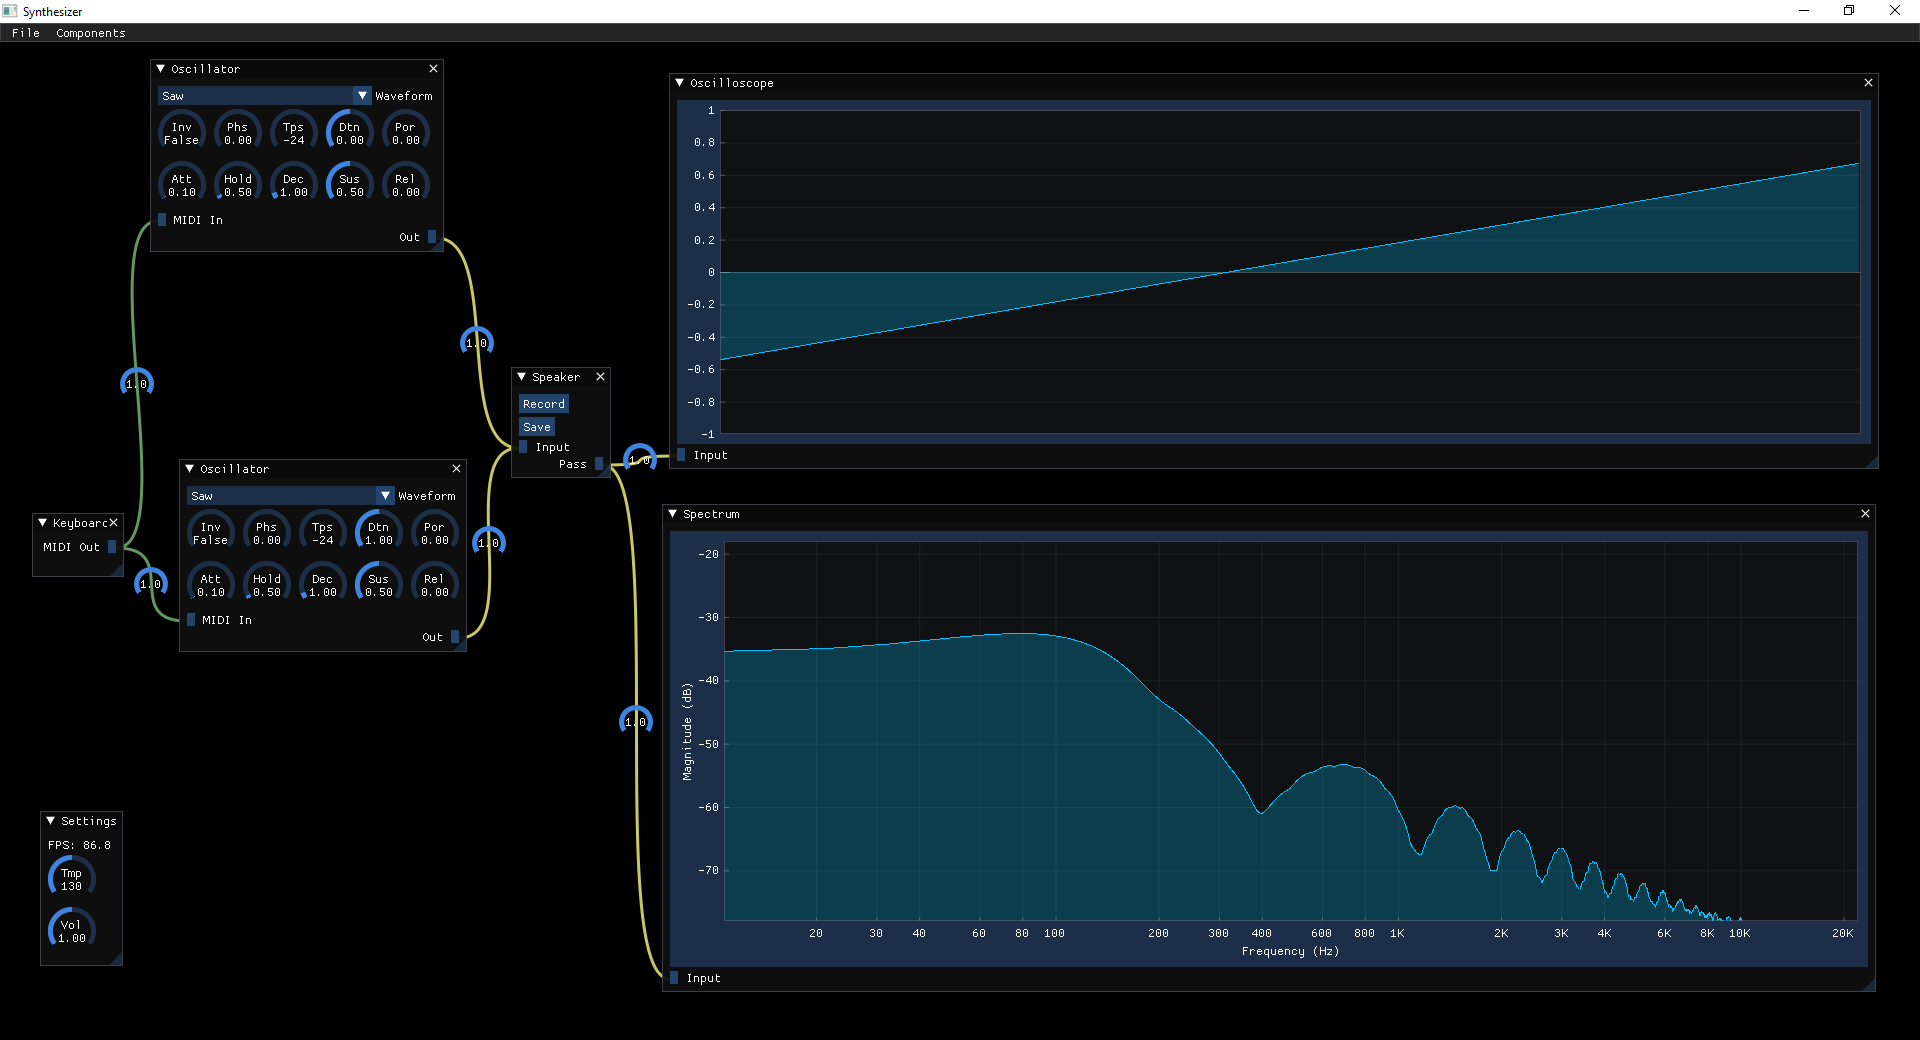 Synthesizer
File Components
Oscillator
Saw Waveform
Inv Phs Tps Dtn Por
False 0.00 -24 0.00 0.00
Att Hold Dec Sus Rel
0.10 0.50 1.00 0.50 0.00
MIDI In
Out
1.0
1.0
Oscillator
Saw Waveform
Inv Phs Tps Dtn Por
False 0.00 -24 1.00 0.00
Att Hold Dec Sus Rel
0.10 0.50 1.00 0.50 0.00
MIDI In
Out
1.0
1.0
Keyboard
MIDI Out
Speaker
Record
Save
Input
Pass
1.0
1.0
Settings
FPS: 86.8
Tmp
130
Vol
1.00
Oscilloscope
1
0.8
0.6
0.4
0.2
0
-0.2
-0.4
-0.6
-0.8
-1
Input
Spectrum
-20
-30
-40
-50
-60
-70
Magnitude (dB)
20 30 40 60 80 100 200 300 400 600 800 1K 2K 3K 4K 6K 8K 10K 20K
Frequency (Hz)
Input